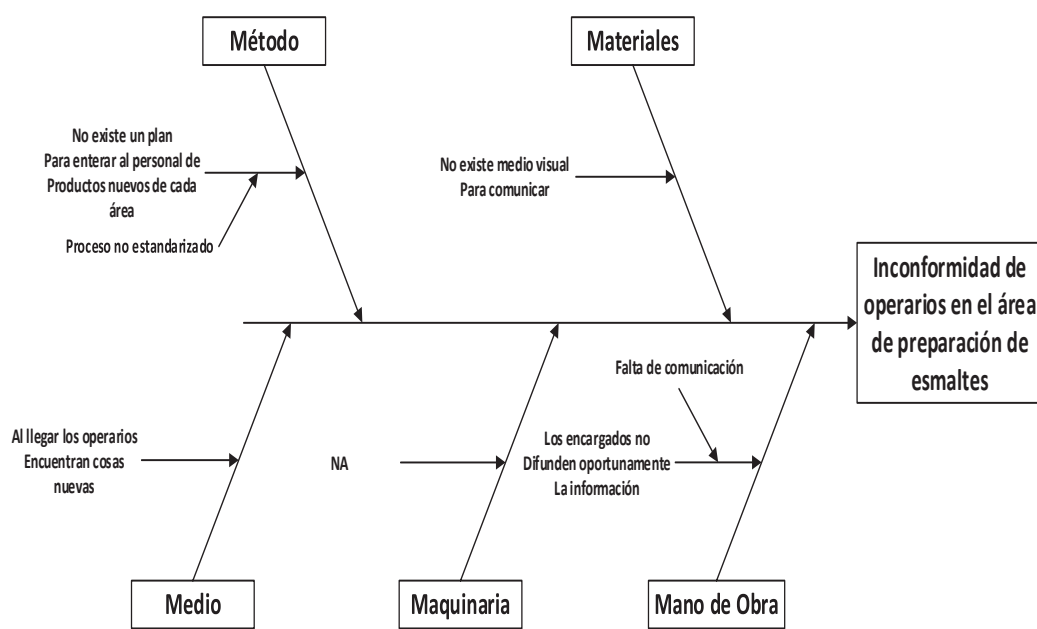 Método
Materiales
No existe un plan
Para enterar al personal de
Productos nuevos de cada
área
Proceso no estandarizado
No existe medio visual
Para comunicar
Inconformidad de
operarios en el área
de preparación de
esmaltes
Al llegar los operarios
Encuentran cosas
nuevas
NA
Falta de comunicación
Los encargados no
Difunden oportunamente
La información
Medio
Maquinaria
Mano de Obra